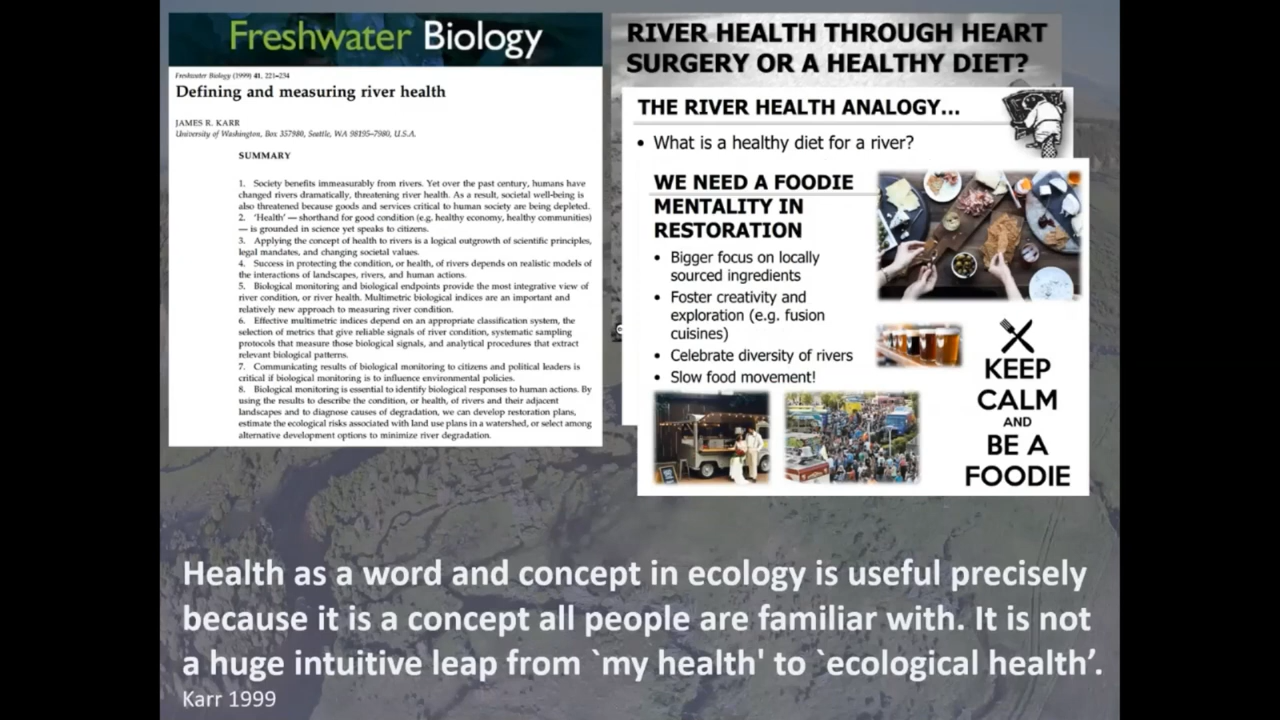 Freshwater Biology
Freshwater Biology (1999) 41, 221–234
Defining and measuring river health
JAMES R. KARR
University of Washington, Box 357980, Seattle, WA 98195–7980, U.S.A.
SUMMARY
1. Society benefits immeasurably from rivers. Yet over the past century, humans have
changed rivers dramatically, threatening river health. As a result, societal well-being is
also threatened because goods and services critical to human society are being depleted.
2. ‘Health’ — shorthand for good condition (e.g. healthy economy, healthy communities)
— is grounded in science yet speaks to citizens.
3. Applying the concept of health to rivers is a logical outgrowth of scientific principles,
legal mandates, and changing societal values.
4. Success in protecting the condition, or health, of rivers depends on realistic models of
the interactions of landscapes, rivers, and human actions.
5. Biological monitoring and biological endpoints provide the most integrative view of
river condition, or river health. Multimetric biological indices are an important and
relatively new approach to measuring river condition.
6. Effective multimetric indices depend on an appropriate classification system, the
selection of metrics that give reliable signals of river condition, systematic sampling
protocols that measure those biological signals, and analytical procedures that extract
relevant biological patterns.
7. Communicating results of biological monitoring to citizens and political leaders is
critical if biological monitoring is to influence environmental policies.
8. Biological monitoring is essential to identify biological responses to human actions. By
using the results to describe the condition, or health, of rivers and their adjacent
landscapes and to diagnose causes of degradation, we can develop restoration plans,
estimate the ecological risks associated with land use plans in a watershed, or select among
alternative development options to minimize river degradation.
RIVER HEALTH THROUGH HEART
SURGERY OR A HEALTHY DIET?
THE RIVER HEALTH ANALOGY...
• What is a healthy diet for a river?
WE NEED A FOODIE
MENTALITY IN
RESTORATION
• Bigger focus on locally
sourced ingredients
• Foster creativity and
exploration (e.g. fusion
cuisines)
• Celebrate diversity of rivers
• Slow food movement!
KEEP
CALM
AND
BE A
FOODIE
Health as a word and concept in ecology is useful precisely
because it is a concept all people are familiar with. It is not
a huge intuitive leap from `my health' to `ecological health’.
Karr 1999